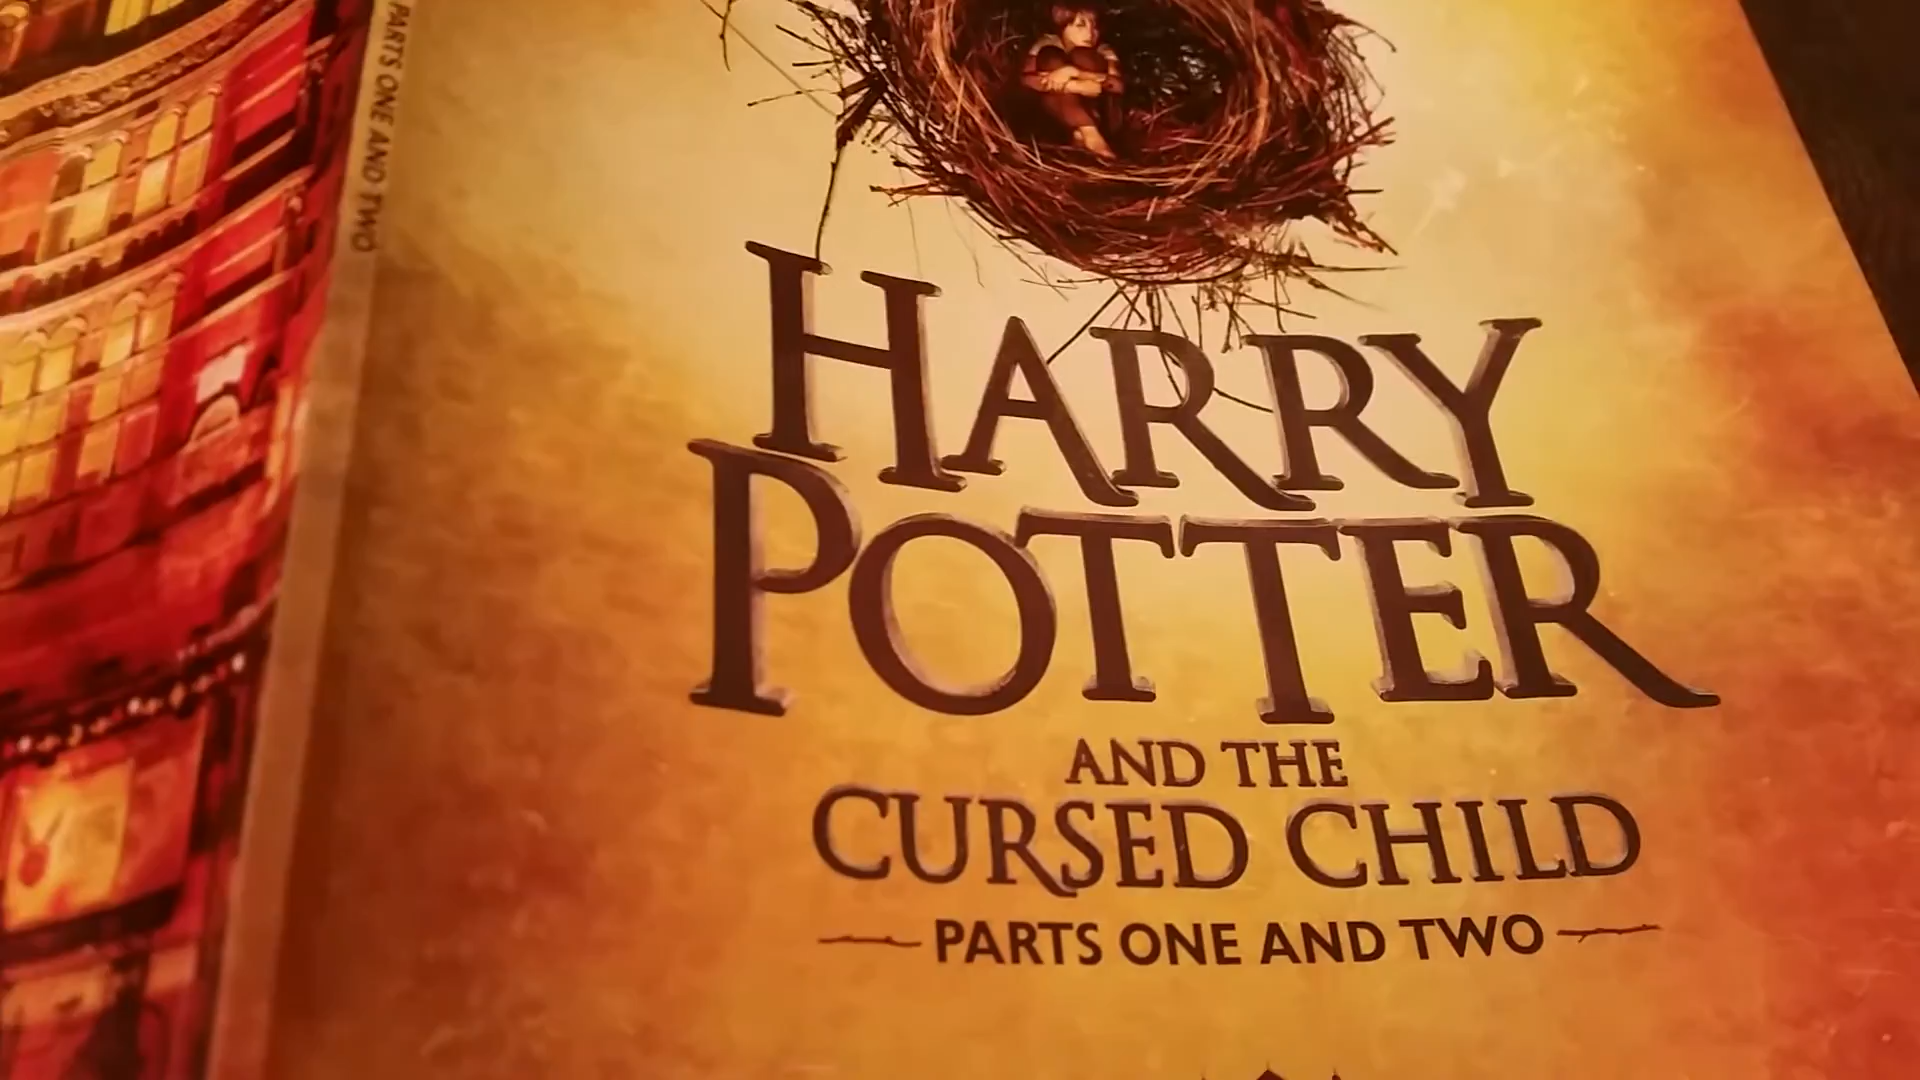 PARTS ONE AND TWO
HARRY
POTTER
AND THE
CURSED CHILD
PARTS ONE AND TWO